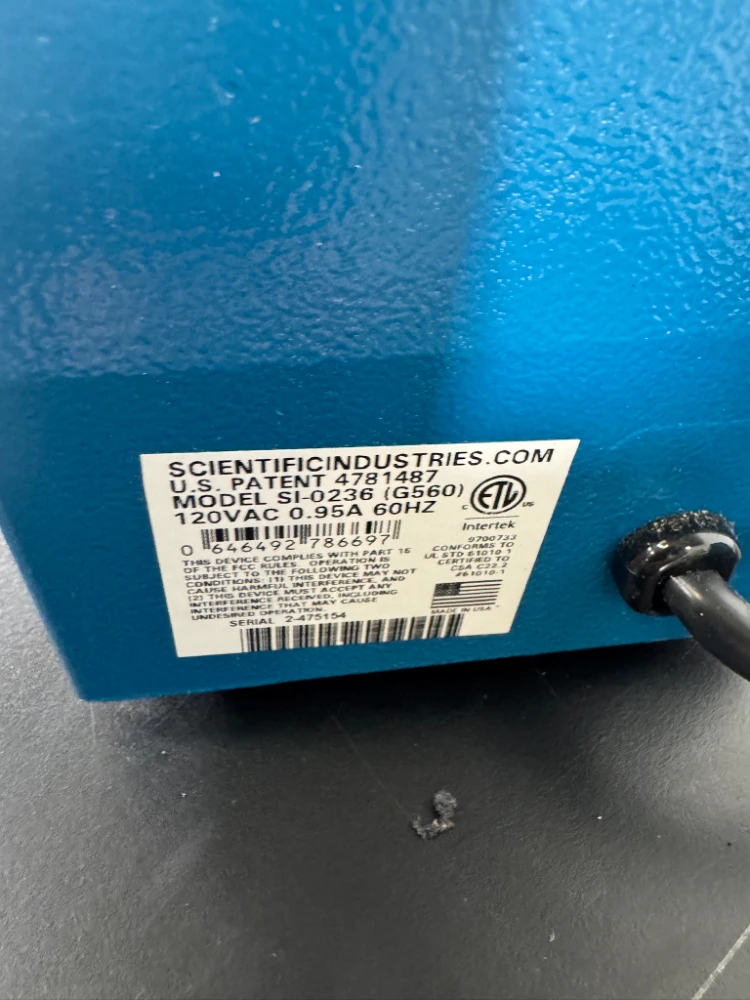 SCIENTIFICINDUSTRIES.COM
U.S. PATENT 4781487
MODEL SI-0236 (G560)
120VAC 0.95A 60HZ
C ETL US
Intertek
0 646492 786697
9700733
CONFORMS TO
UL STD 61010-1
CERTIFIED TO
CSA C22.2
#61010-1
THIS DEVICE COMPLIES WITH PART 15
OF THE FCC RULES. OPERATION IS
SUBJECT TO THE FOLLOWING TWO
CONDITIONS: (1) THIS DEVICE MAY NOT
CAUSE HARMFUL INTERFERENCE, AND
(2) THIS DEVICE MUST ACCEPT ANY
INTERFERENCE RECEIVED, INCLUDING
INTERFERENCE THAT MAY CAUSE
UNDESIRED OPERATION.
MADE IN USA
SERIAL 2-475154